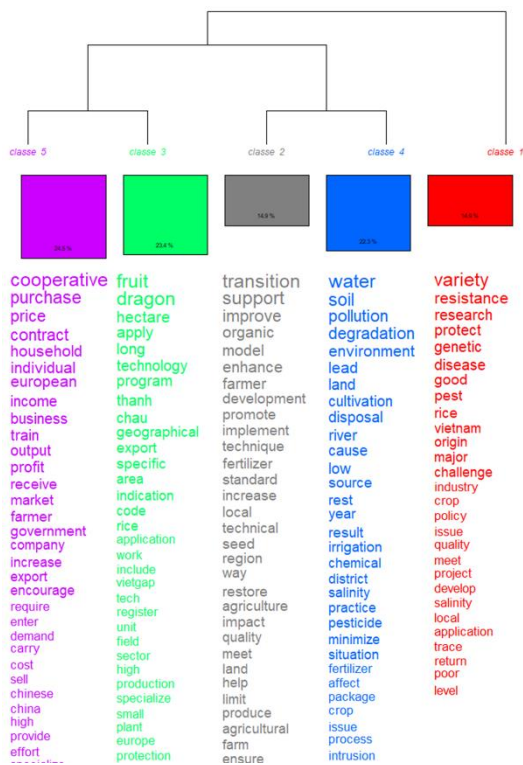 classe 5
classe 3
classe 2
classe 4
classe 1
24.5 %
23.4 %
14.9 %
22.3 %
14.9 %
cooperative
purchase
price
contract
household
individual
european
income
business
train
output
profit
receive
market
farmer
government
company
increase
export
encourage
require
enter
demand
carry
cost
sell
chinese
china
high
provide
effort
fruit
dragon
hectare
apply
long
technology
program
thanh
chau
geographical
export
specific
area
indication
code
rice
application
work
include
vietgap
tech
register
unit
field
sector
high
production
specialize
small
plant
europe
protection
transition
support
improve
organic
model
enhance
farmer
development
promote
implement
technique
fertilizer
standard
increase
local
technical
seed
region
way
restore
agriculture
impact
quality
meet
land
help
limit
produce
agricultural
farm
ensure
water
soil
pollution
degradation
environment
lead
land
cultivation
disposal
river
cause
low
source
rest
year
result
irrigation
chemical
district
salinity
practice
pesticide
minimize
situation
fertilizer
affect
package
crop
issue
process
intrusion
variety
resistance
research
protect
genetic
disease
good
pest
rice
vietnam
origin
major
challenge
industry
crop
policy
issue
quality
meet
project
develop
salinity
local
application
trace
return
poor
level